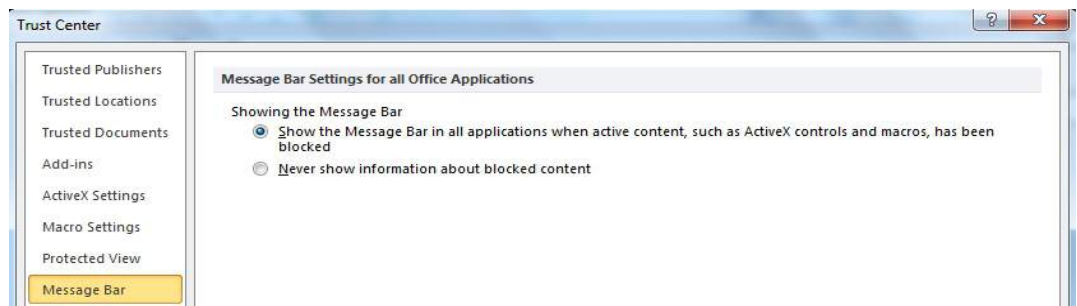 Trust Center
?
Trusted Publishers
Trusted Locations
Trusted Documents
Add-ins
ActiveX Settings
Macro Settings
Protected View
Message Bar
Message Bar Settings for all Office Applications
Showing the Message Bar
Show the Message Bar in all applications when active content, such as ActiveX controls and macros, has been
blocked
Never show information about blocked content